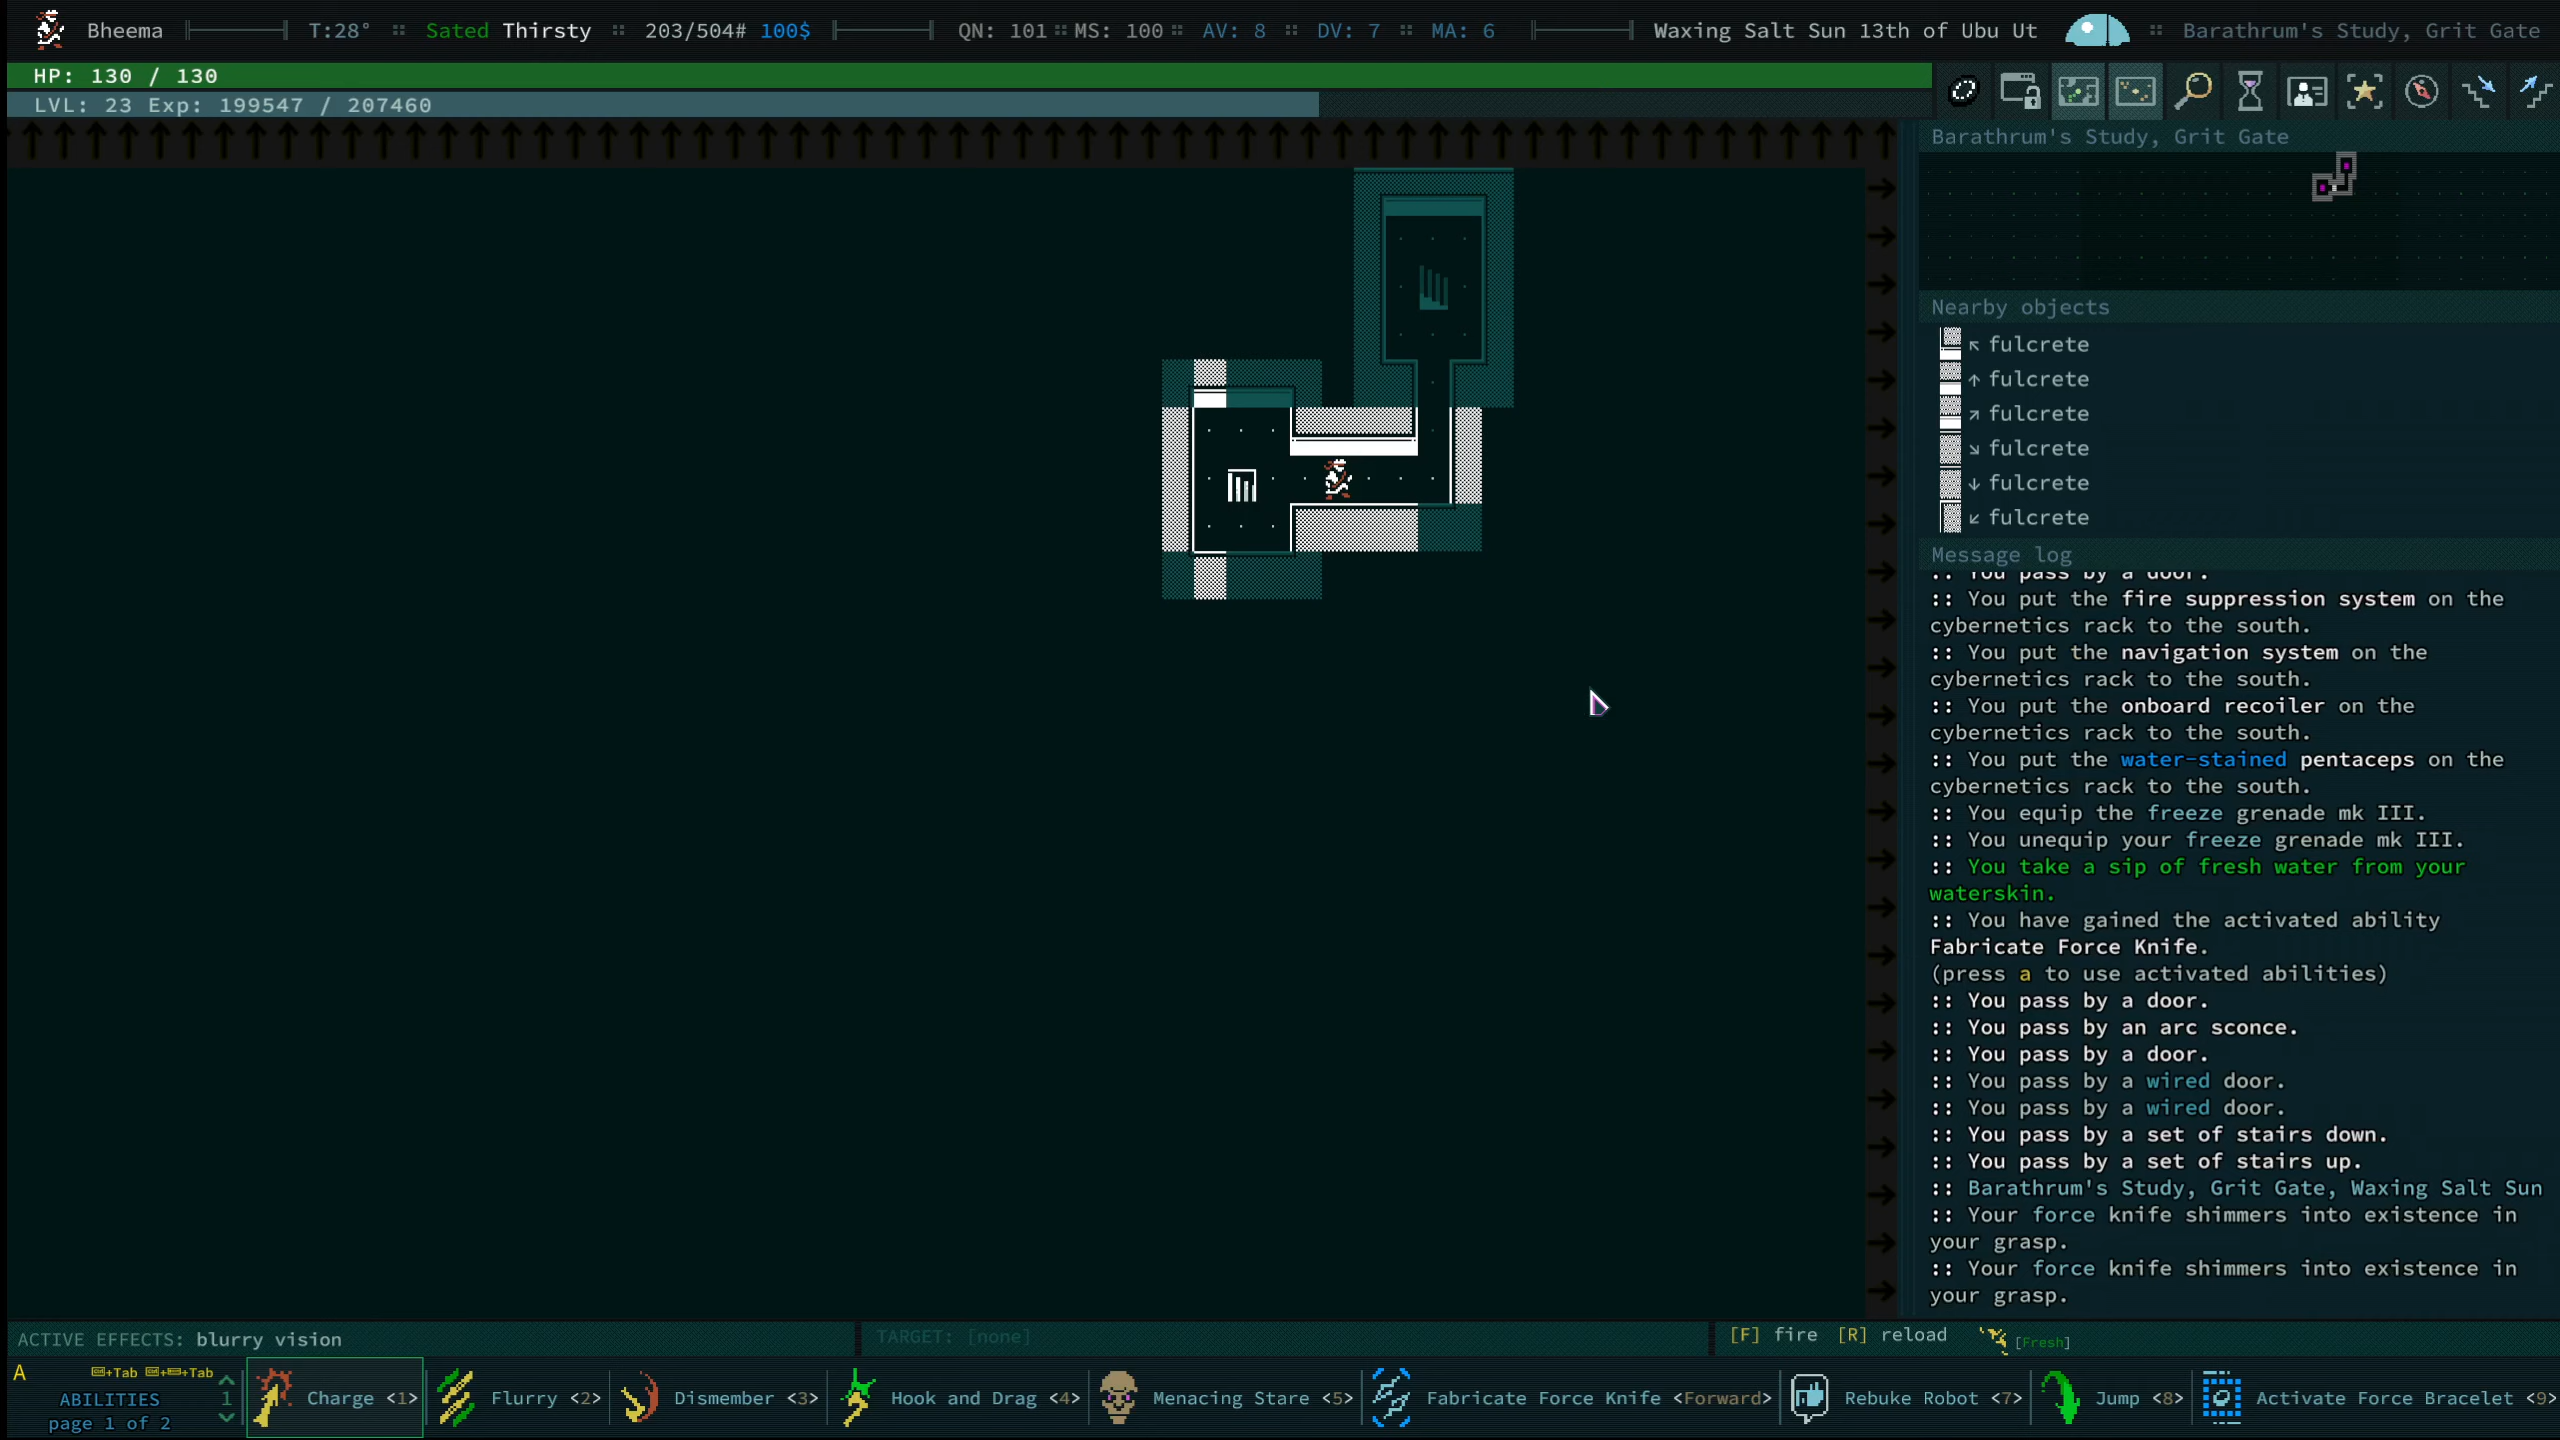 Bheema T:28° Sated Thirsty 203/504# 100$ QN: 101 MS: 100 AV: 8 DV: 7 MA: 6 Waxing Salt Sun 13th of Ubu Ut Barathrum's Study, Grit Gate
HP: 130 / 130
LVL: 23 Exp: 199547 / 207460
Barathrum's Study, Grit Gate
Nearby objects
↖ fulcrete
↑ fulcrete
↗ fulcrete
↘ fulcrete
↓ fulcrete
↙ fulcrete
Message log
:: You pass by a door.
:: You put the fire suppression system on the
cybernetics rack to the south.
:: You put the navigation system on the
cybernetics rack to the south.
:: You put the onboard recoiler on the
cybernetics rack to the south.
:: You put the water-stained pentaceps on the
cybernetics rack to the south.
:: You equip the freeze grenade mk III.
:: You unequip your freeze grenade mk III.
:: You take a sip of fresh water from your
waterskin.
:: You have gained the activated ability
Fabricate Force Knife.
(press a to use activated abilities)
:: You pass by a door.
:: You pass by an arc sconce.
:: You pass by a door.
:: You pass by a wired door.
:: You pass by a wired door.
:: You pass by a set of stairs down.
:: You pass by a set of stairs up.
:: Barathrum's Study, Grit Gate, Waxing Salt Sun
:: Your force knife shimmers into existence in
your grasp.
:: Your force knife shimmers into existence in
your grasp.
ACTIVE EFFECTS: blurry vision TARGET: [none] [F] fire [R] reload [Fresh]
A +Tab +Tab
ABILITIES 1
page 1 of 2
Charge <1> Flurry <2> Dismember <3> Hook and Drag <4> Menacing Stare <5> Fabricate Force Knife <Forward> Rebuke Robot <7> Jump <8> Activate Force Bracelet <9>